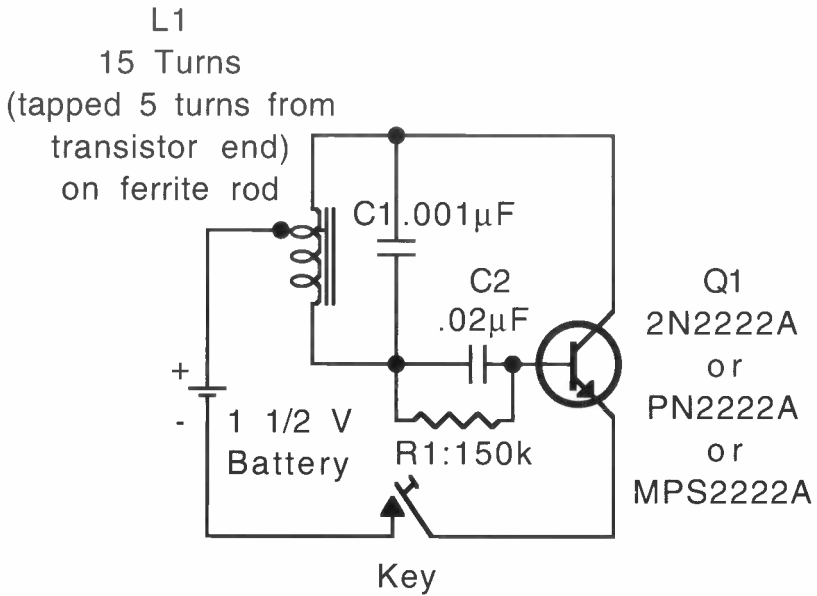 L1
15 Turns
(tapped 5 turns from
transistor end)
on ferrite rod
C1 .001µF
C2
.02µF
Q1
2N2222A
or
PN2222A
or
MPS2222A
+
-
1 1/2 V
Battery
R1:150k
Key